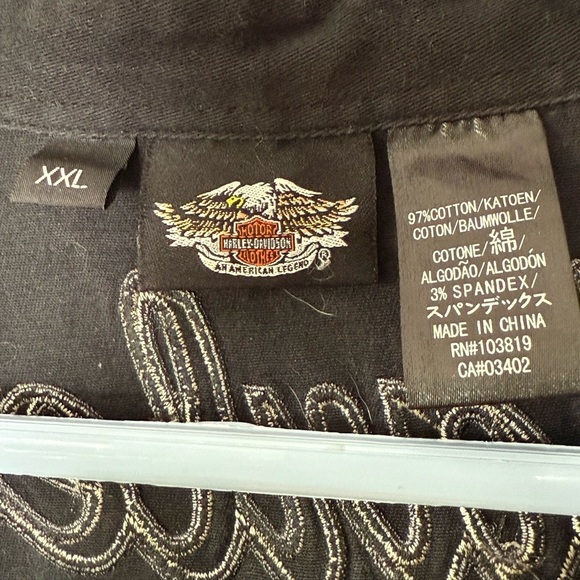 XXL
MOTOR
HARLEY-DAVIDSON
CLOTHES
AN AMERICAN LEGEND ®
97%COTTON/KATOEN/
COTON/BAUMWOLLE/
COTONE/綿/
ALGODÃO/ALGODÓN
3% SPANDEX/
スパンデックス
MADE IN CHINA
RN#103819
CA#03402